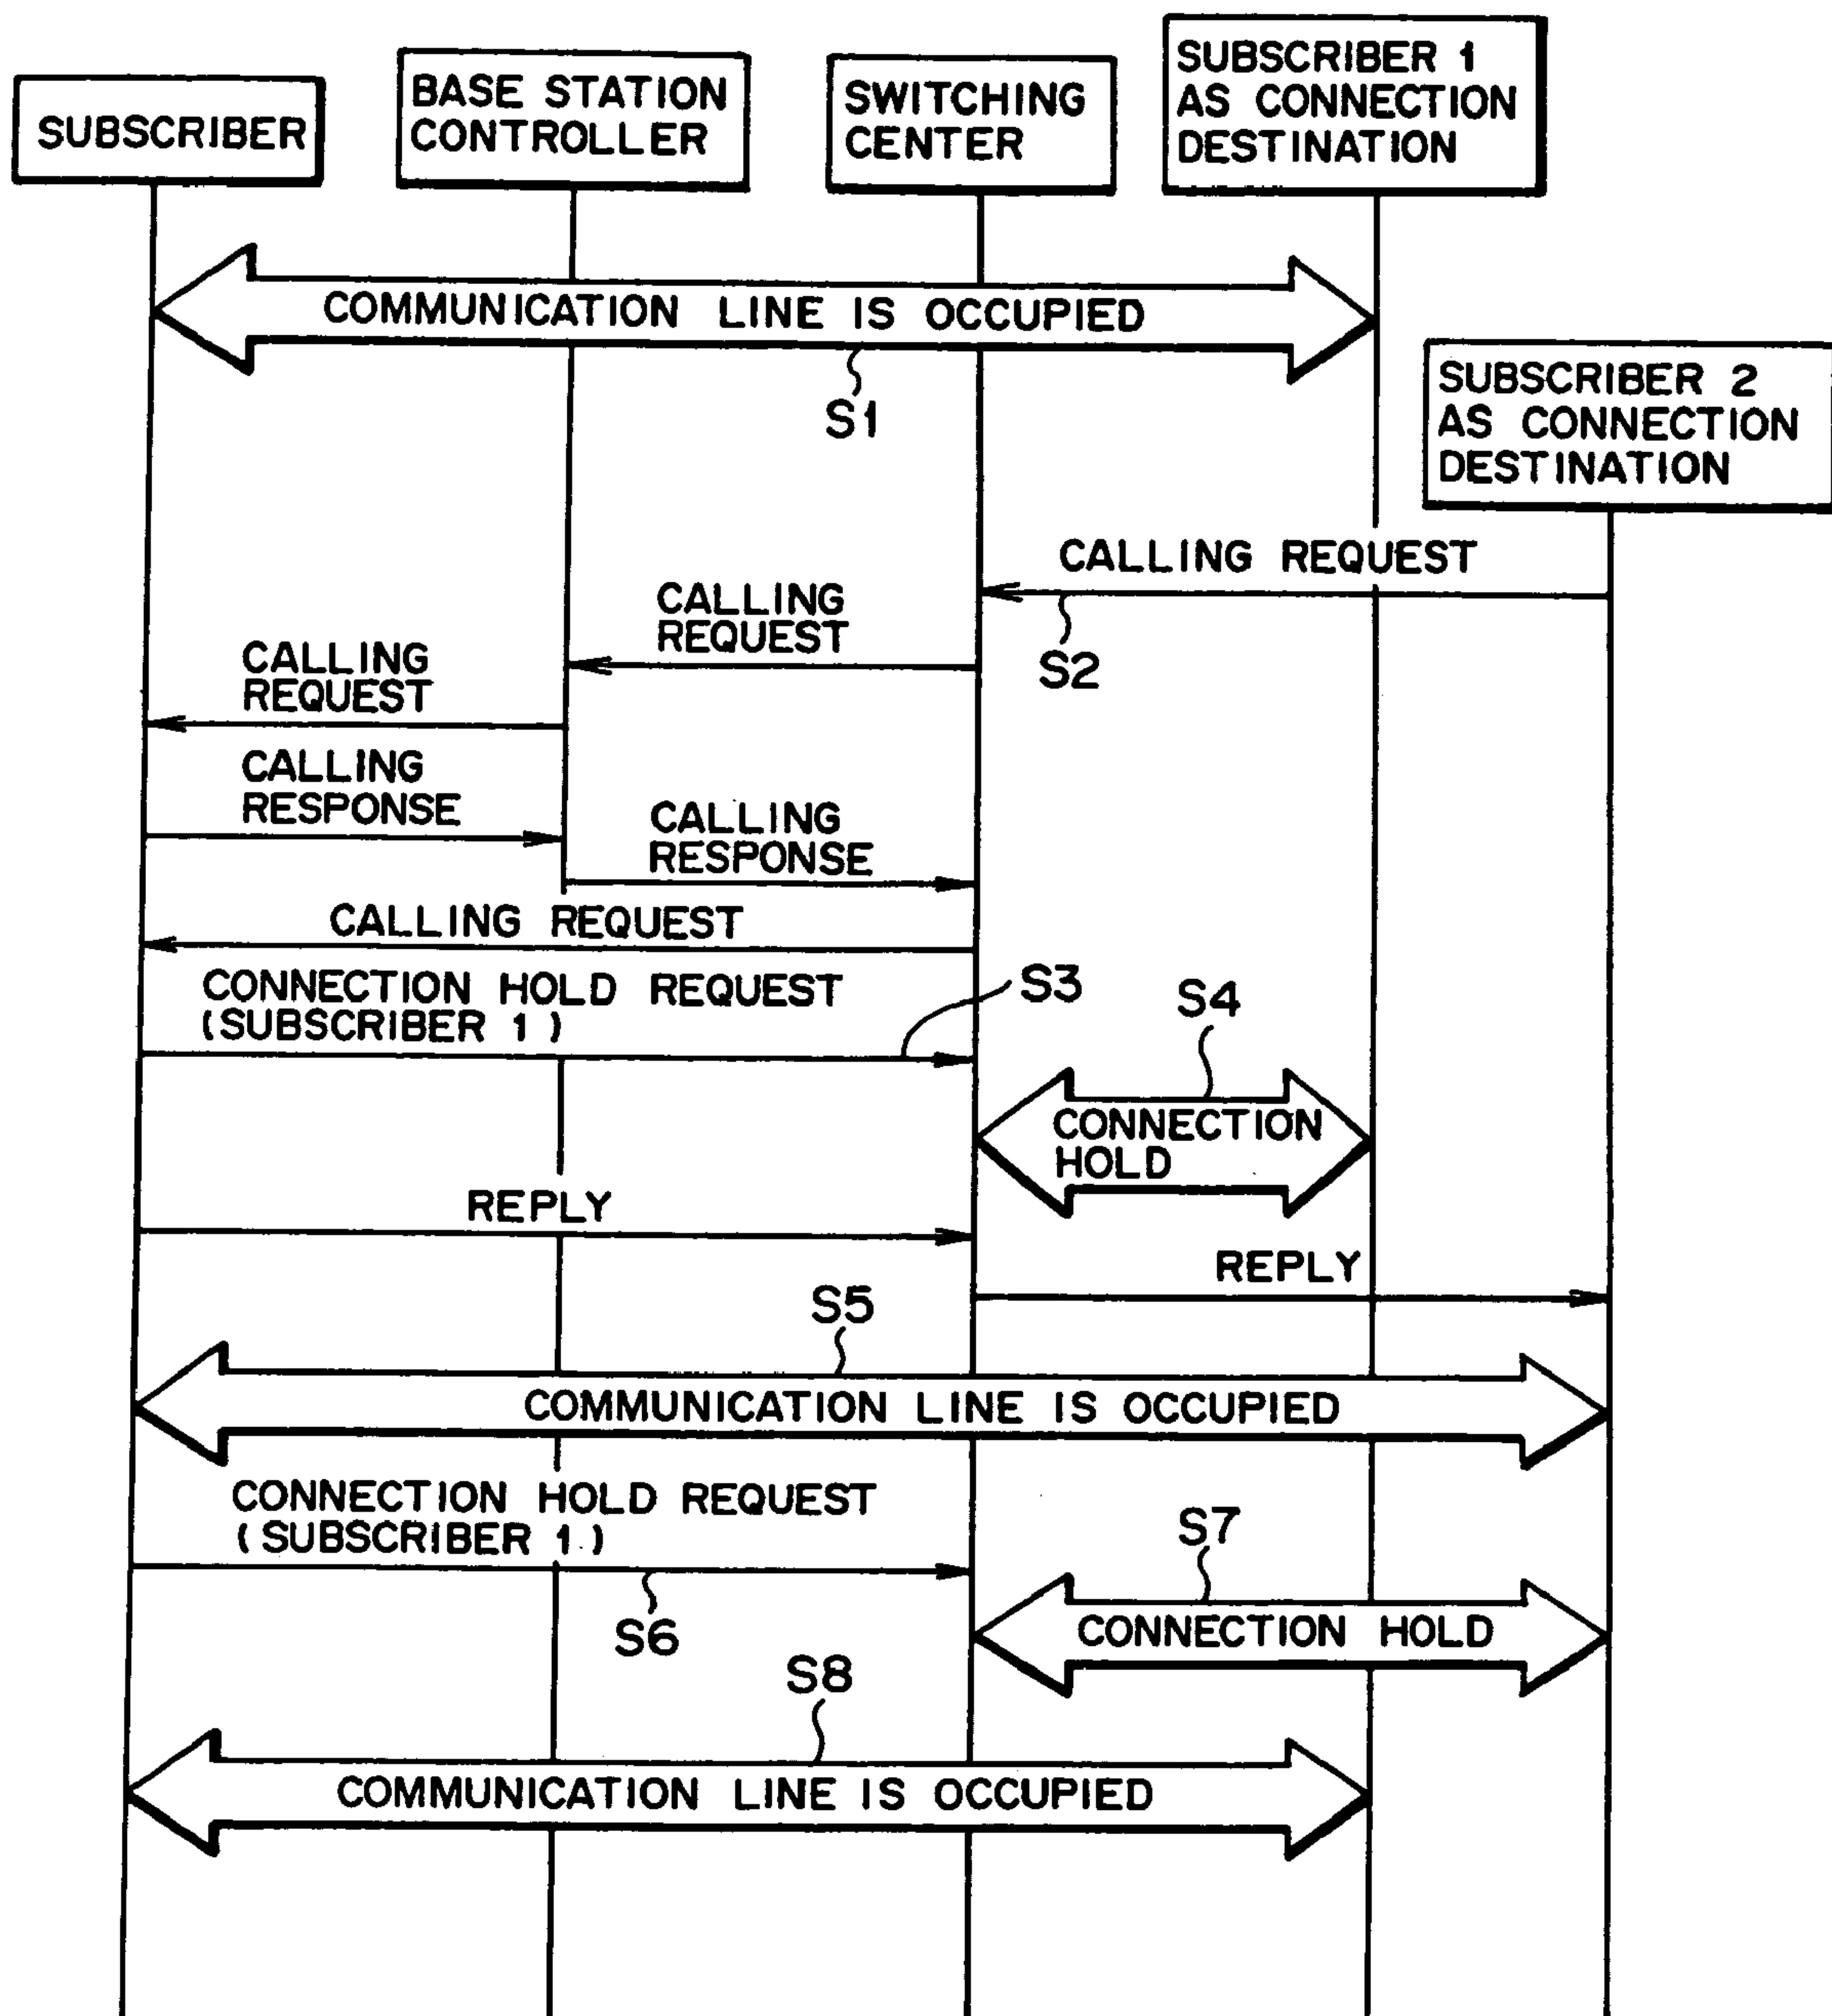 SUBSCRIBER
BASE STATION
CONTROLLER
SWITCHING
CENTER
SUBSCRIBER 1
AS CONNECTION
DESTINATION
COMMUNICATION LINE IS OCCUPIED
S1
SUBSCRIBER 2
AS CONNECTION
DESTINATION
CALLING REQUEST
S2
CALLING
REQUEST
CALLING
REQUEST
CALLING
RESPONSE
CALLING
RESPONSE
CALLING REQUEST
CONNECTION HOLD REQUEST
(SUBSCRIBER 1)
S3
S4
CONNECTION
HOLD
REPLY
REPLY
S5
COMMUNICATION LINE IS OCCUPIED
CONNECTION HOLD REQUEST
(SUBSCRIBER 1)
S6
S7
CONNECTION HOLD
S8
COMMUNICATION LINE IS OCCUPIED